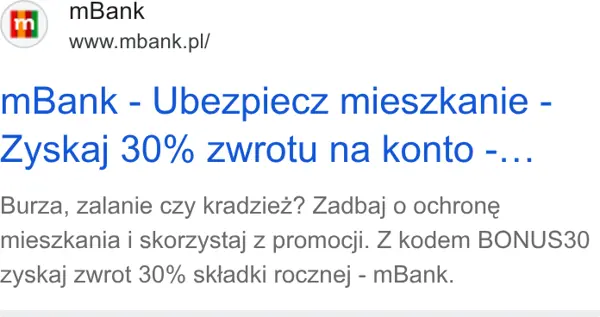 m
mBank
www.mbank.pl/
mBank - Ubezpiecz mieszkanie -
Zyskaj 30% zwrotu na konto -…
Burza, zalanie czy kradzież? Zadbaj o ochronę
mieszkania i skorzystaj z promocji. Z kodem BONUS30
zyskaj zwrot 30% składki rocznej - mBank.